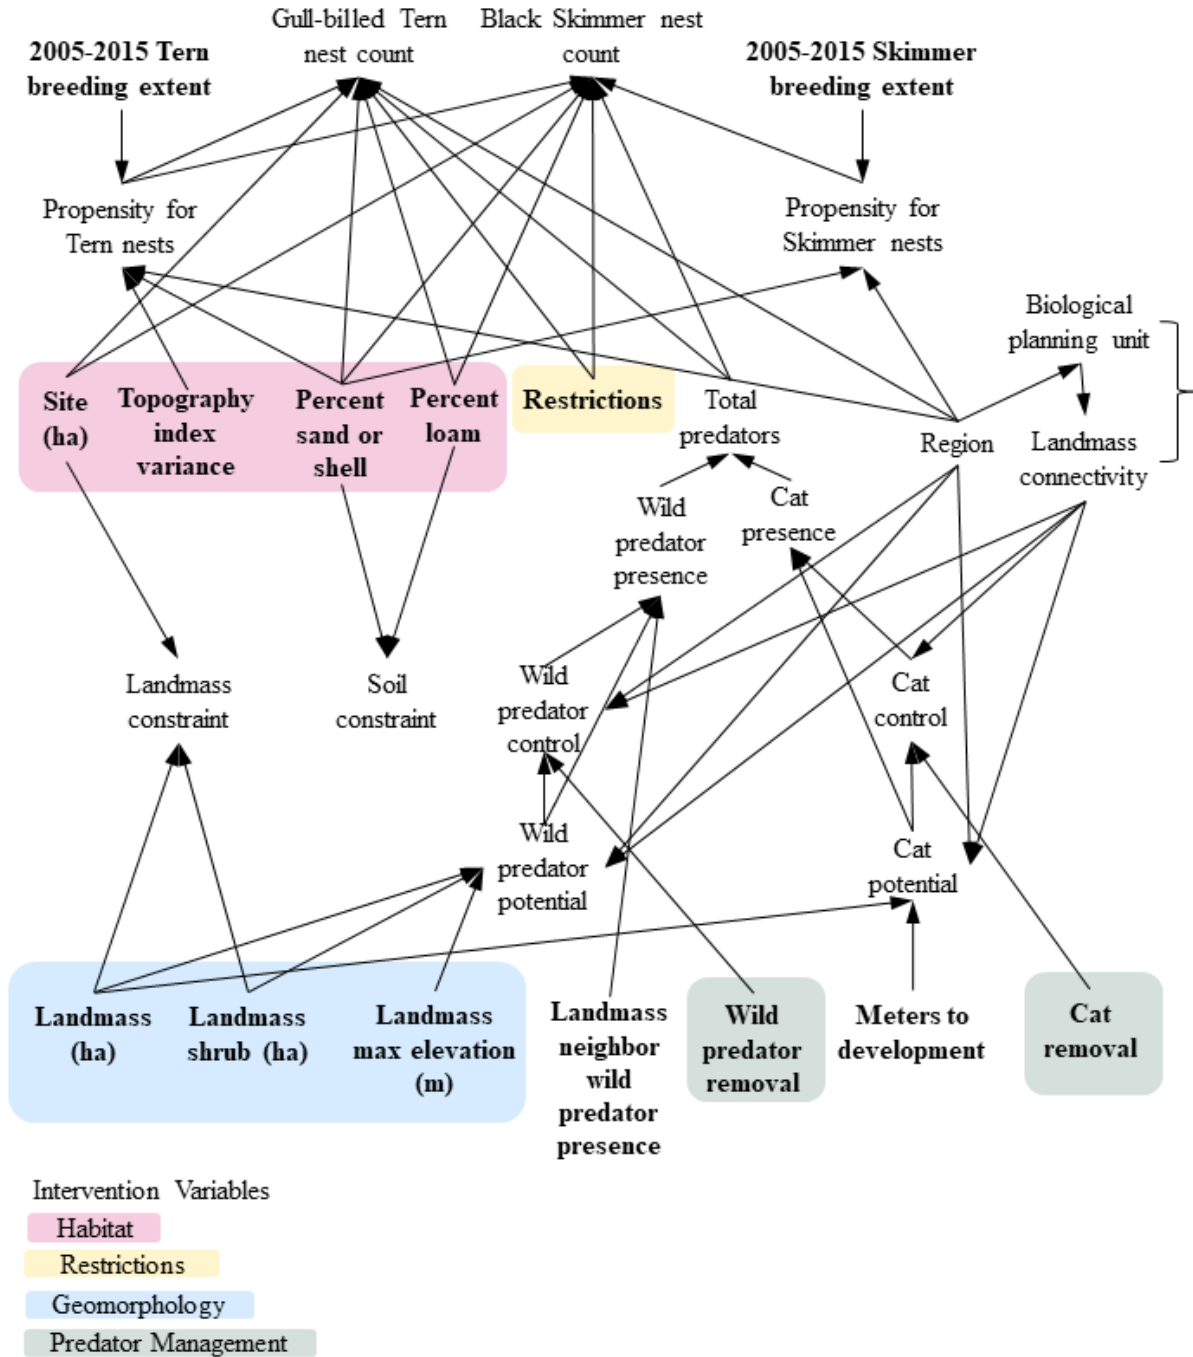 Gull-billed Tern
nest count
Black Skimmer nest
count
2005-2015 Tern
breeding extent
2005-2015 Skimmer
breeding extent
Propensity for
Tern nests
Propensity for
Skimmer nests
Biological
planning unit
Site
(ha)
Topography
index
variance
Percent
sand or
shell
Percent
loam
Restrictions
Total
predators
Region
Landmass
connectivity
Wild
predator
presence
Cat
presence
Landmass
constraint
Soil
constraint
Wild
predator
control
Cat
control
Wild
predator
potential
Cat
potential
Landmass
(ha)
Landmass
shrub (ha)
Landmass
max elevation
(m)
Landmass
neighbor
wild
predator
presence
Wild
predator
removal
Meters to
development
Cat
removal
Intervention Variables
Habitat
Restrictions
Geomorphology
Predator Management